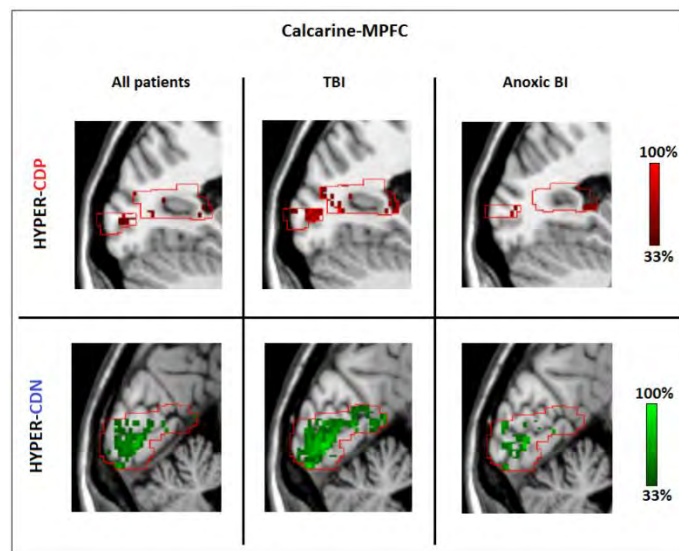 Calcarine-MPFC
All patients
TBI
Anoxic BI
HYPER-CDP
100%
33%
HYPER-CDN
100%
33%